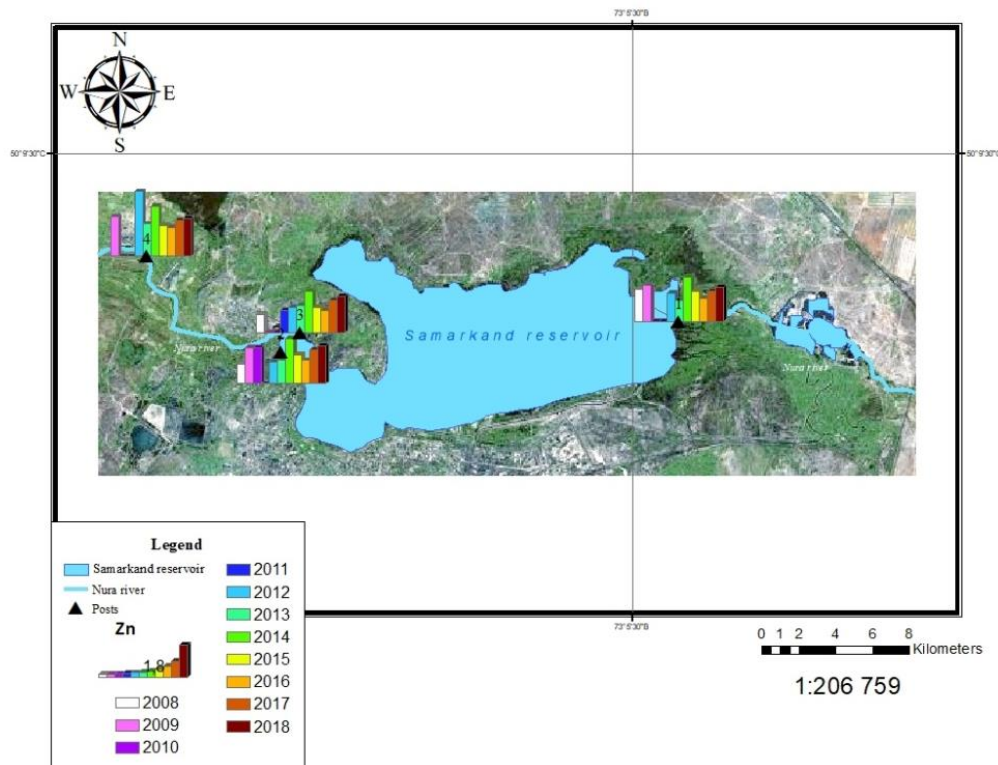 73°5'30"B
N
W E
S
50°9'30"C
50°9'30"C
4
3
1
Samarkand reservoir
Nura river
Nura river
Legend
Samarkand reservoir
Nura river
Posts
Zn
1,8
2008
2009
2010
2011
2012
2013
2014
2015
2016
2017
2018
73°5'30"B
0 1 2 4 6 8
Kilometers
1:206 759